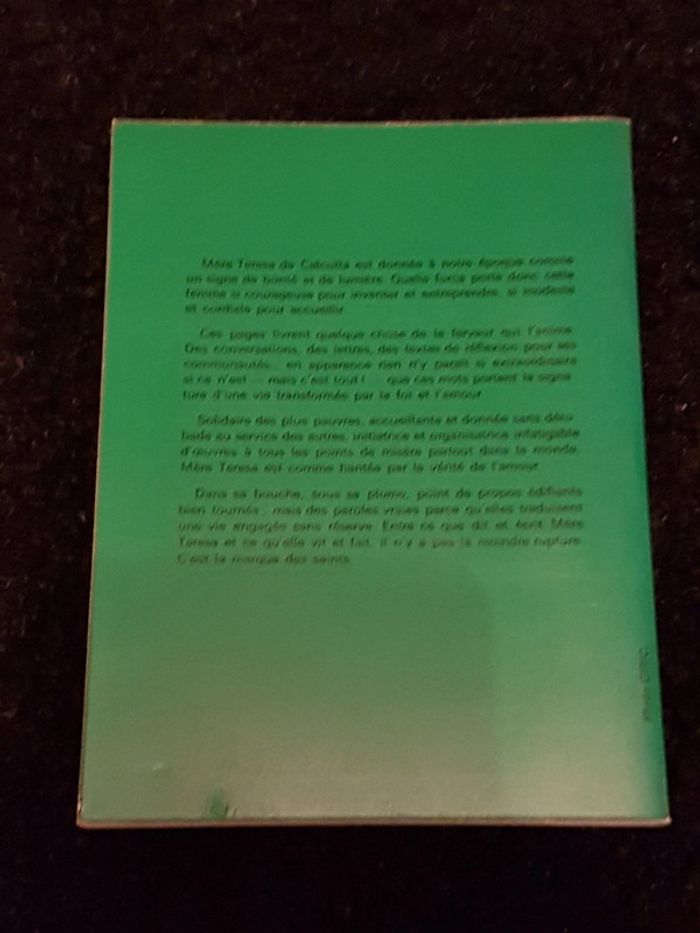 Mère Teresa de Calcutta est donnée à notre époque comme
un signe de bonté et de lumière. Quelle force porte donc cette
femme si courageuse pour inventer et entreprendre, si modeste
et cordiale pour accueillir.
Ces pages livrent quelque chose de la ferveur qui l'anime.
Des conversations, des lettres, des textes de réflexion pour ses
communautés... en apparence rien n'y paraît si extraordinaire
si ce n'est — mais c'est tout ! — que ces mots portent la signa-
ture d'une vie transformée par la foi et l'amour.
Solidaire des plus pauvres, accueillante et donnée sans déro-
bade au service des autres, initiatrice et organisatrice infatigable
d'œuvres à tous les points de misère partout dans le monde,
Mère Teresa est comme hantée par la vérité de l'amour.
Dans sa bouche, sous sa plume, point de propos édifiants
bien tournés ; mais des paroles vraies parce qu'elles traduisent
une vie engagée sans réserve. Entre ce que dit et écrit Mère
Teresa et ce qu'elle vit et fait, il n'y a pas la moindre rupture.
C'est la marque des saints.
Photo CIRIC